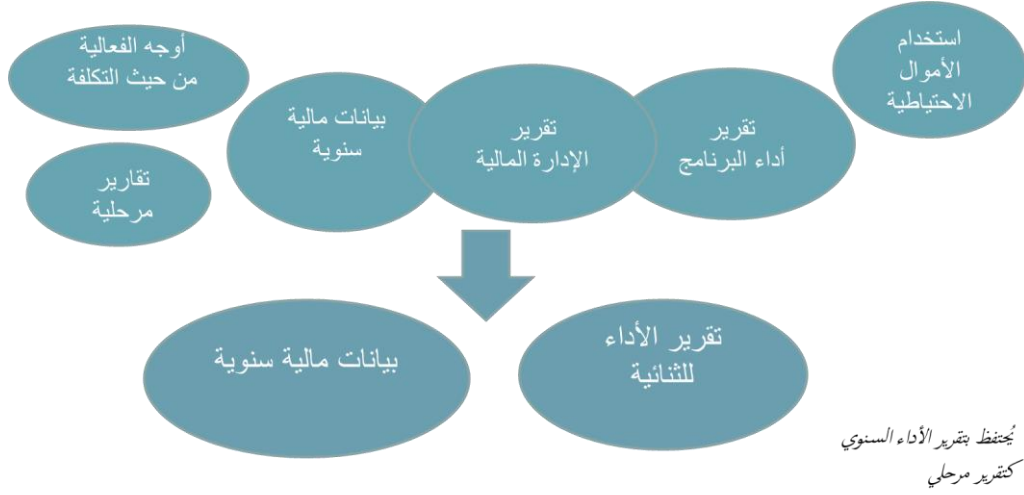 استخدام
الأموال
الاحتياطية
تقرير
أداء البرنامج
تقرير
الإدارة المالية
بيانات مالية
سنوية
أوجه الفعالية
من حيث التكلفة
تقارير
مرحلية
تقرير الأداء
للثنائية
بيانات مالية سنوية
يُحتفظ بتقرير الأداء السنوي
كتقرير مرحلي